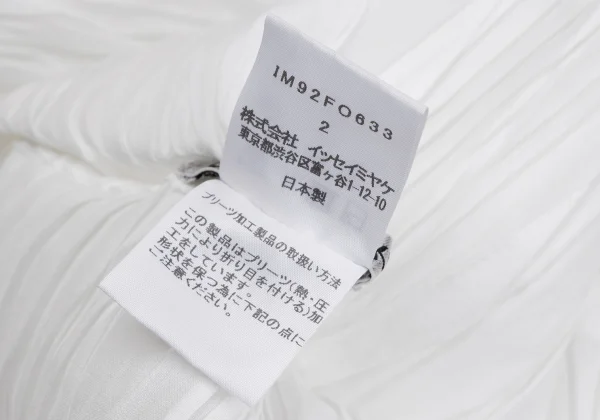 IM92FO633
2
株式会社 イッセイミヤケ
東京都渋谷区富ヶ谷1-12-10
日本製
プリーツ加工製品の取扱い方法
この製品はプリーツ(熱・圧
力により折り目を付ける)加
工をしています。
形状を保つ為に下記の点に
ご注意ください。